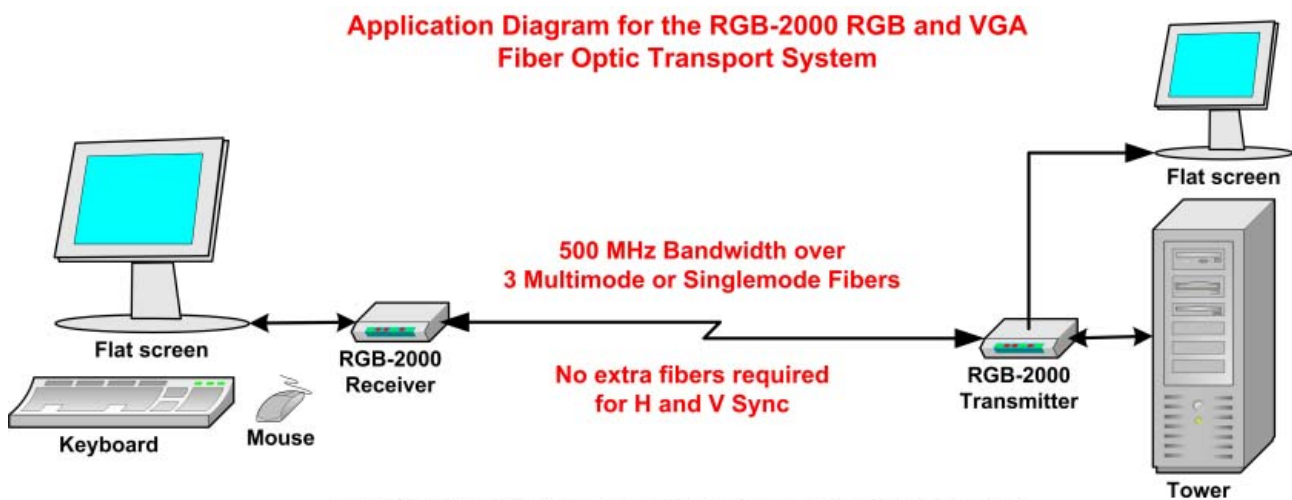 Application Diagram for the RGB-2000 RGB and VGA
Fiber Optic Transport System
Flat screen
500 MHz Bandwidth over
3 Multimode or Singlemode Fibers
Flat screen
RGB-2000
Receiver
RGB-2000
Transmitter
No extra fibers required
for H and V Sync
Keyboard
Mouse
Tower